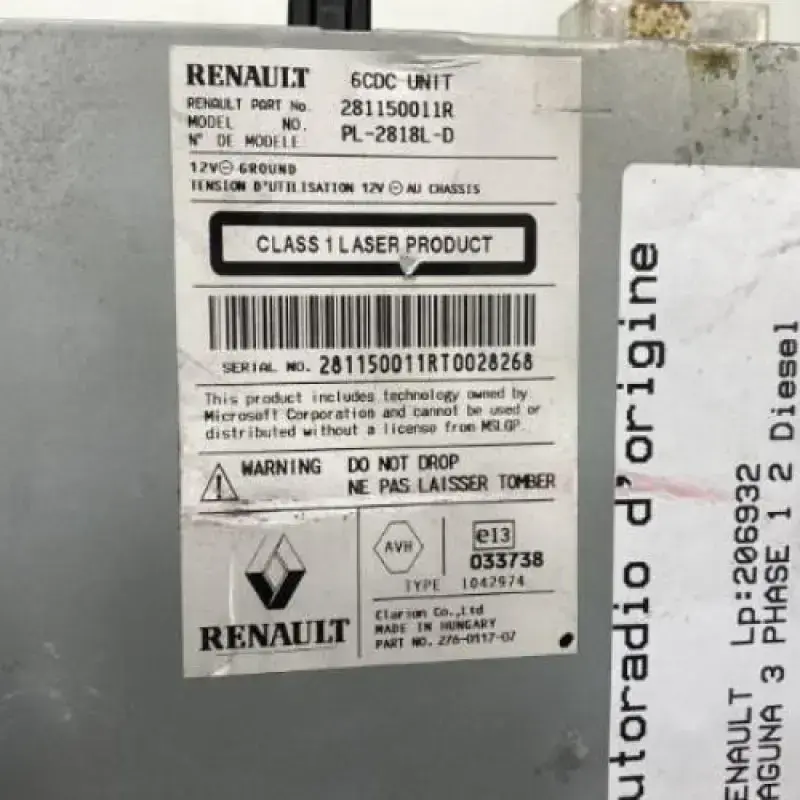 RENAULT 6CDC UNIT
RENAULT PART No. 281150011R
MODEL NO. PL-2818L-D
N° DE MODELE
12V⊖ GROUND
TENSION D'UTILISATION 12V ⊖ AU CHASSIS
CLASS 1 LASER PRODUCT
SERIAL NO. 281150011RT0028268
This product includes technology owned by
Microsoft Corporation and cannot be used or
distributed without a license from MSLGP.
WARNING DO NOT DROP
NE PAS LAISSER TOMBER
AVH
e13
033738
TYPE 1042974
RENAULT
Clarion Co.,Ltd
MADE IN HUNGARY
PART NO. 276-0117-07
utoradio d'origine
ENAULT Lp:206932
AGUNA 3 PHASE 1 2 Diesel